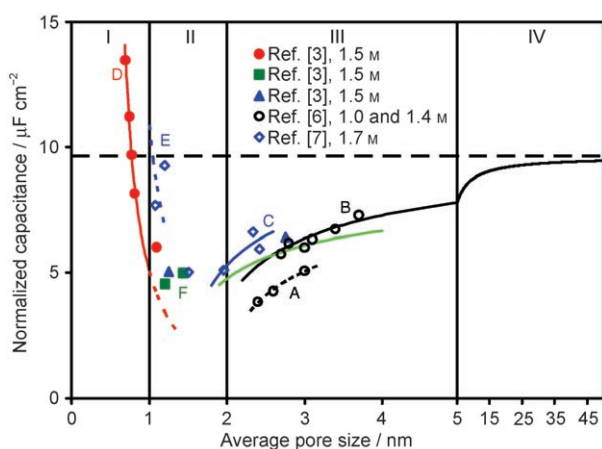 15
10
5
0
Normalized capacitance / μF cm⁻²
I
II
III
IV
D
E
F
C
B
A
Ref. [3], 1.5 M
Ref. [3], 1.5 M
Ref. [3], 1.5 M
Ref. [6], 1.0 and 1.4 M
Ref. [7], 1.7 M
0 1 2 3 4 5 15 25 35 45
Average pore size / nm